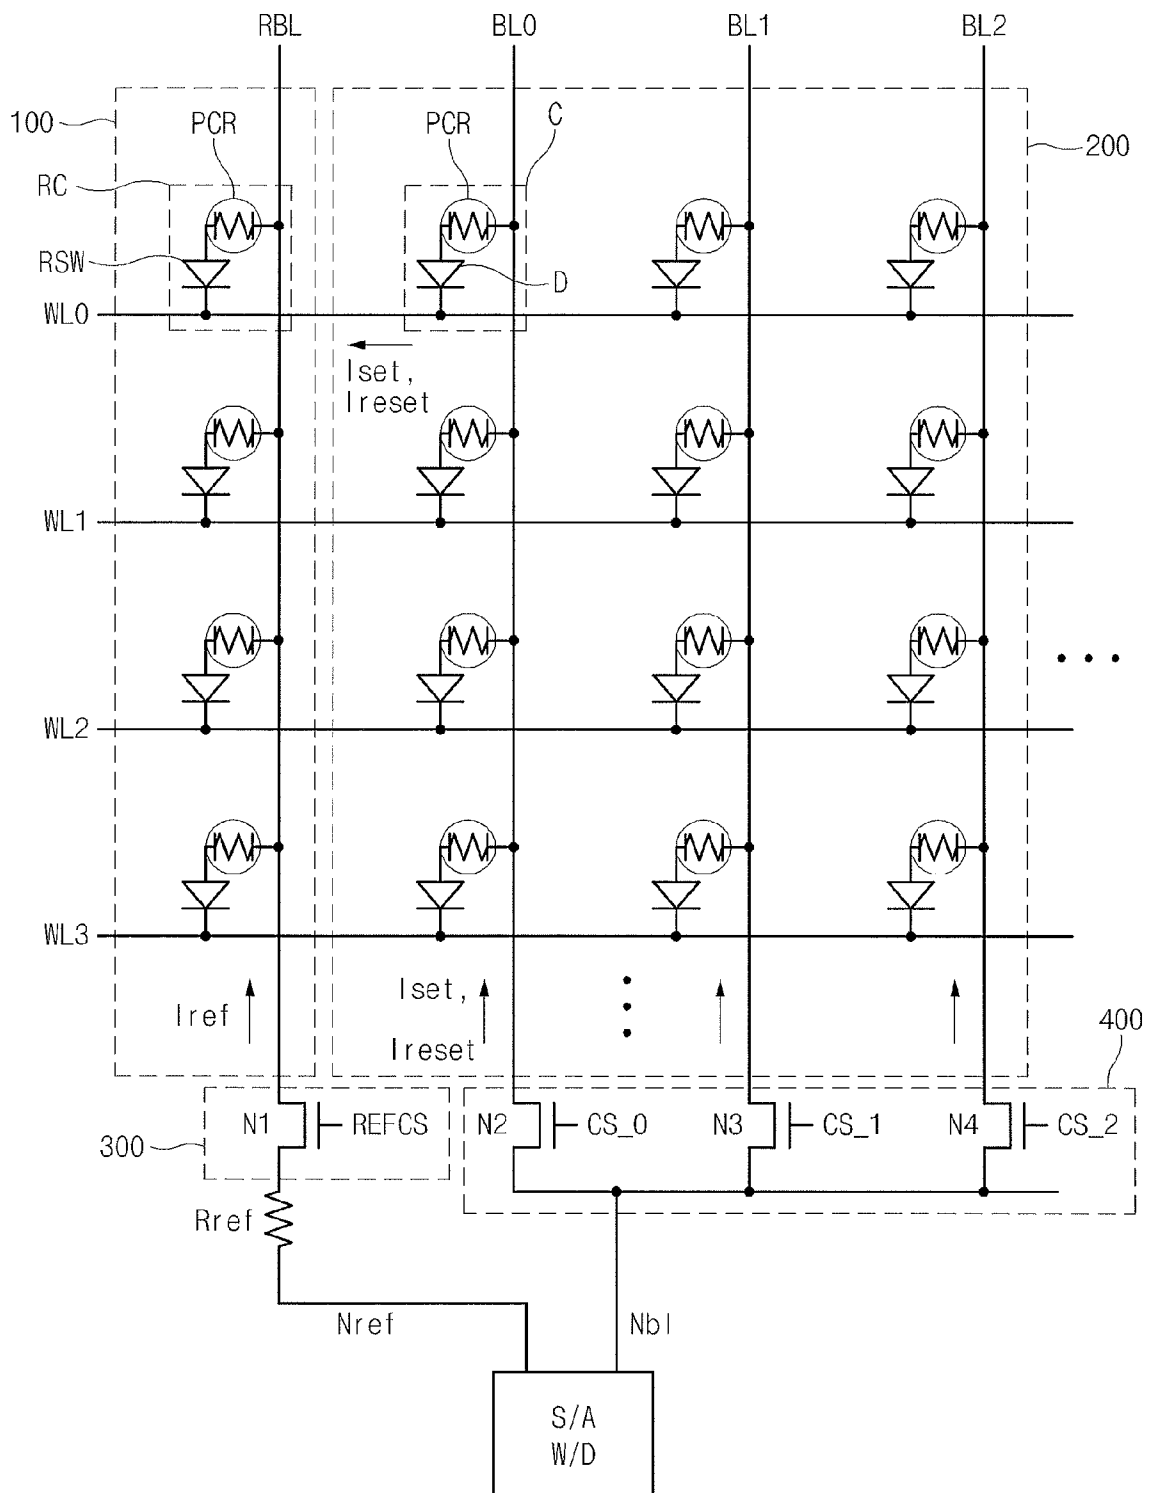 RBL BL0 BL1 BL2
100 PCR PCR C 200
RC
RSW D
WL0
Iset,
Ireset
WL1
WL2
WL3
Iref Iset,
Ireset
400
N1 REFCS N2 CS_0 N3 CS_1 N4 CS_2
300
Rref
Nref Nbl
S/A
W/D